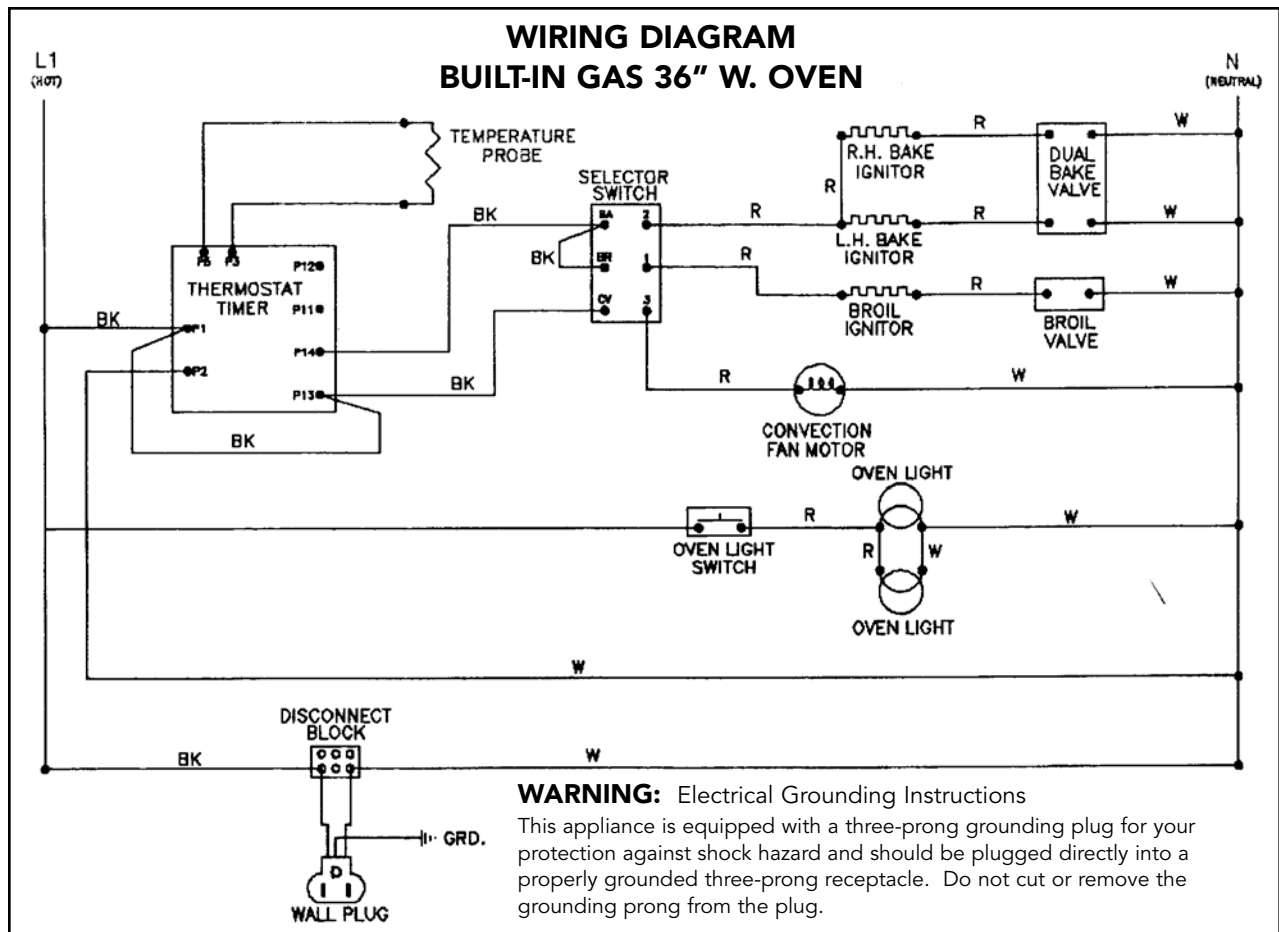 WIRING DIAGRAM
BUILT-IN GAS 36" W. OVEN
L1
(HOT)
N
(NEUTRAL)
TEMPERATURE
PROBE
SELECTOR
SWITCH
BA 2
BR 1
CV 3
BK
BK
R
R
R
R.H. BAKE
IGNITOR
R
DUAL
BAKE
VALVE
W
L.H. BAKE
IGNITOR
R
W
BROIL
IGNITOR
R
BROIL
VALVE
W
P5 P3
P12
THERMOSTAT
TIMER
P11
BK
P1
P14
P2
P13
BK
BK
R
W
CONVECTION
FAN MOTOR
OVEN LIGHT
R
W
OVEN LIGHT
SWITCH
R
W
OVEN LIGHT
W
DISCONNECT
BLOCK
BK
W
GRD.
WALL PLUG
WARNING: Electrical Grounding Instructions
This appliance is equipped with a three-prong grounding plug for your
protection against shock hazard and should be plugged directly into a
properly grounded three-prong receptacle. Do not cut or remove the
grounding prong from the plug.